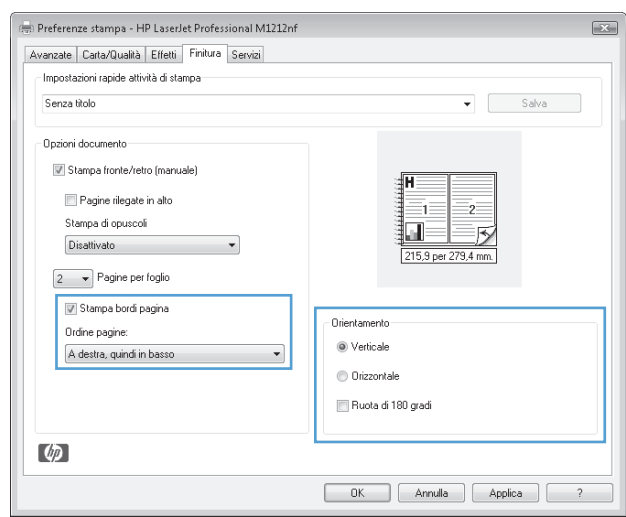 Preferenze stampa - HP LaserJet Professional M1212nf
Avanzate Carta/Qualità Effetti Finitura Servizi
Impostazioni rapide attività di stampa
Senza titolo
Salva
Opzioni documento
Stampa fronte/retro (manuale)
Pagine rilegate in alto
Stampa di opuscoli
Disattivato
2 Pagine per foglio
Stampa bordi pagina
Ordine pagine:
A destra, quindi in basso
H
1 2
215,9 per 279,4 mm.
Orientamento
Verticale
Orizzontale
Ruota di 180 gradi
hp
OK Annulla Applica ?